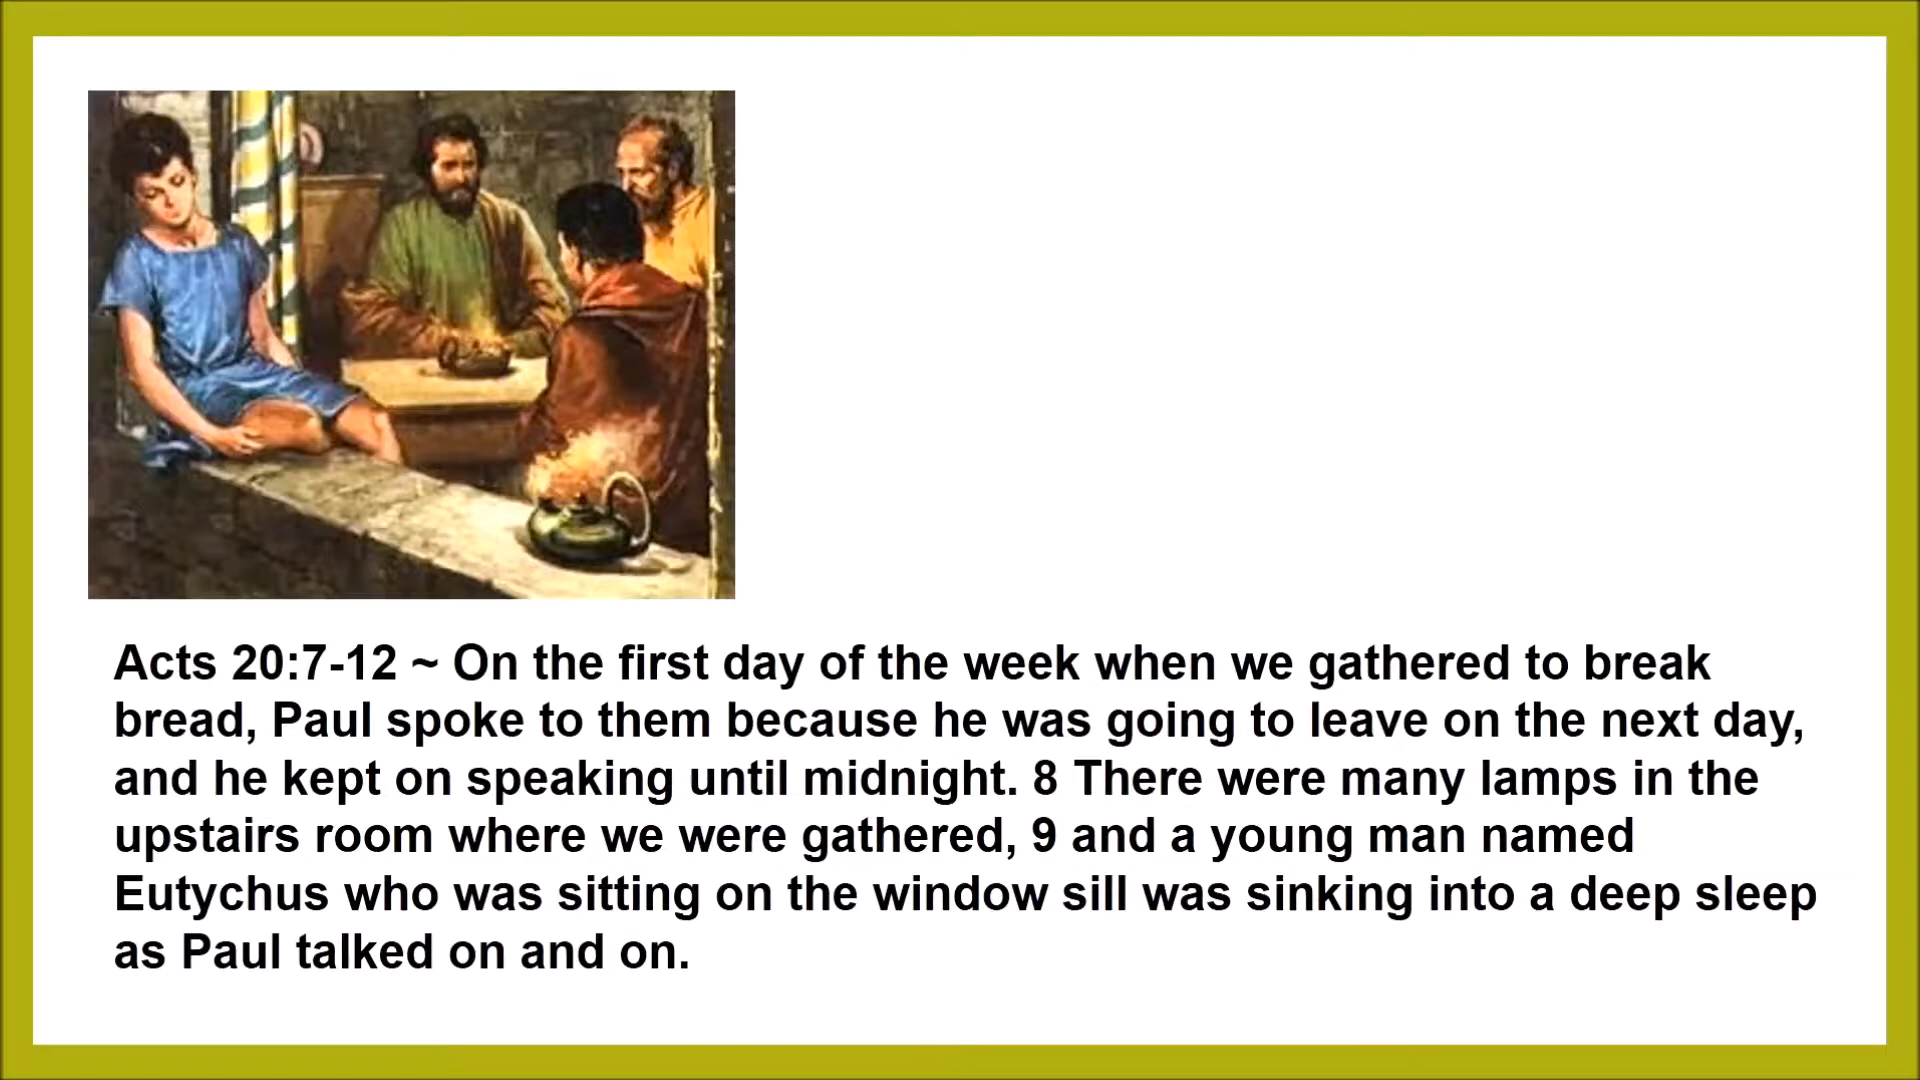 Acts 20:7-12 ~ On the first day of the week when we gathered to break
bread, Paul spoke to them because he was going to leave on the next day,
and he kept on speaking until midnight. 8 There were many lamps in the
upstairs room where we were gathered, 9 and a young man named
Eutychus who was sitting on the window sill was sinking into a deep sleep
as Paul talked on and on.